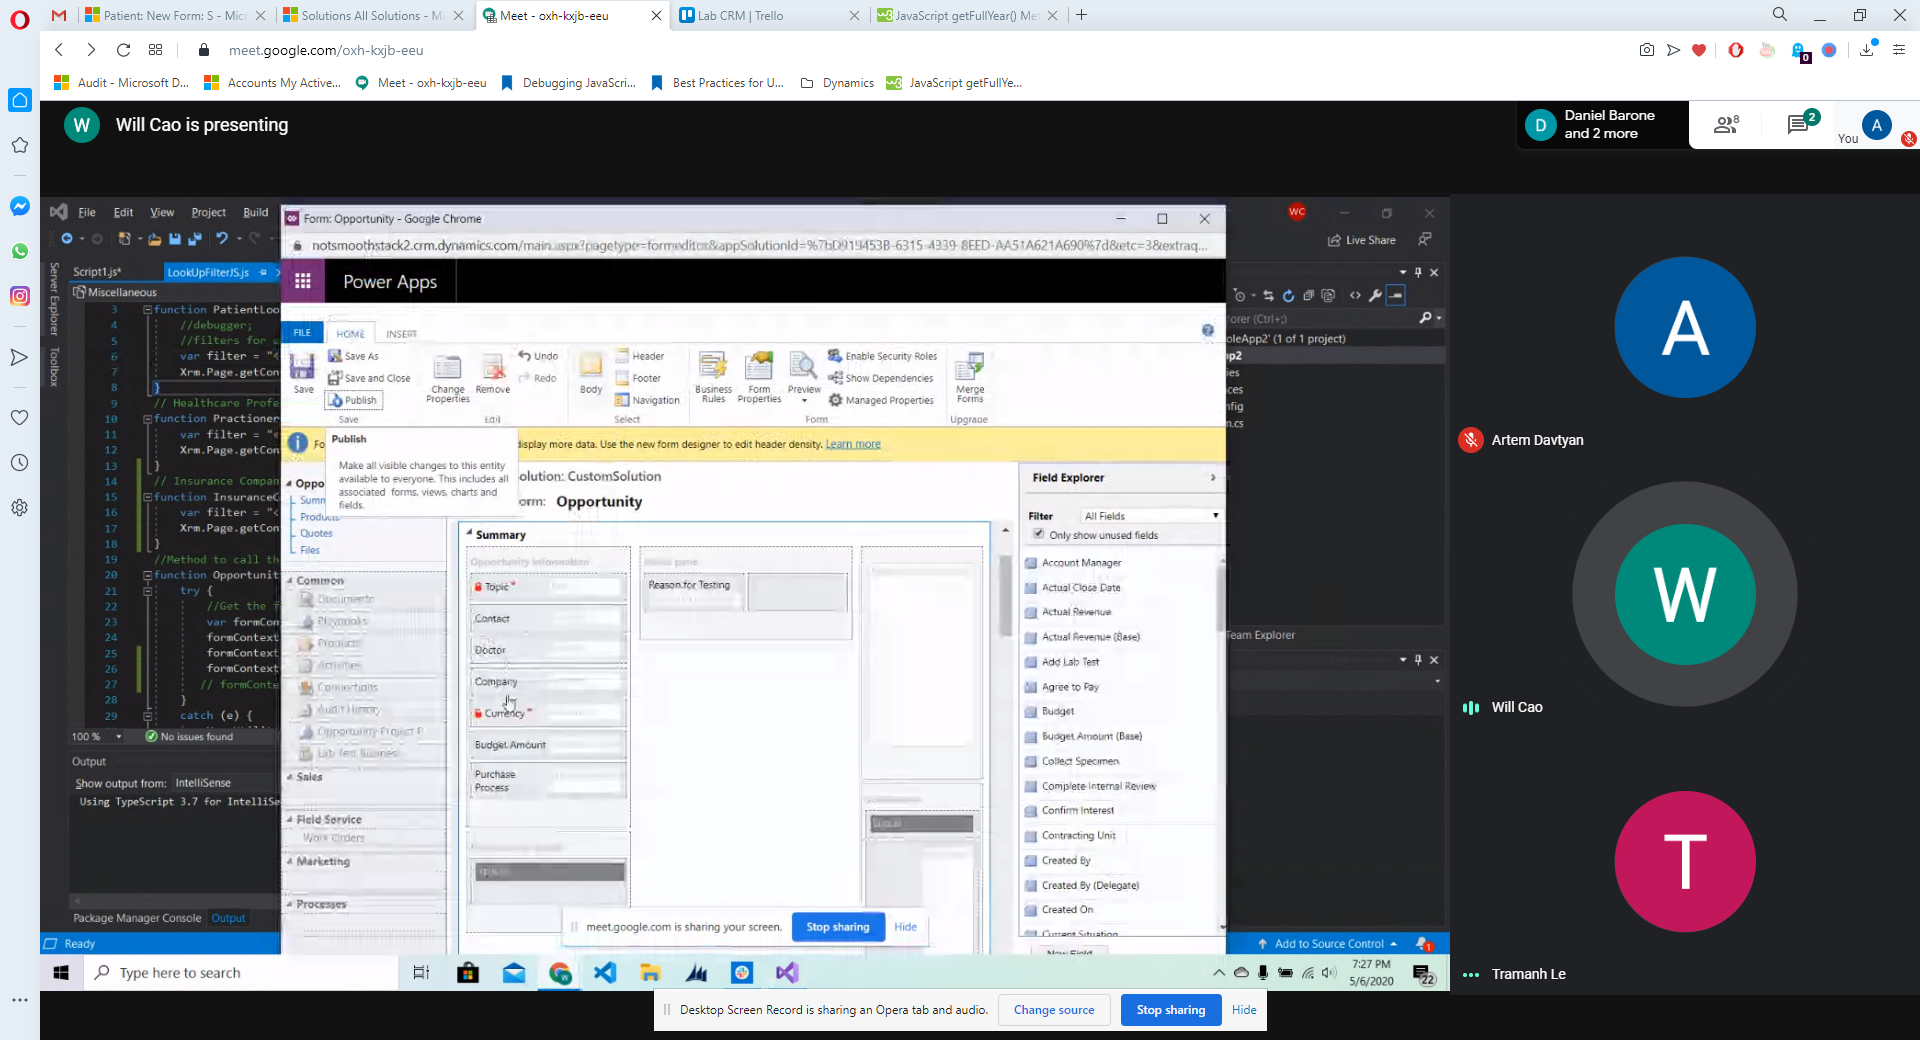 Patient: New Form: S - Mic
Solutions All Solutions - Mi
Meet - oxh-kxjb-eeu
Lab CRM | Trello
JavaScript getFullYear() Me
meet.google.com/oxh-kxjb-eeu
0
Audit - Microsoft D...
Accounts My Active...
Meet - oxh-kxjb-eeu
Debugging JavaScri...
Best Practices for U...
Dynamics
JavaScript getFullYe...
W
Will Cao is presenting
D
Daniel Barone
and 2 more
8
2
You
A
File Edit View Project Build
WC
Live Share
Server Explorer
Toolbox
Script1.js*
LookUpFilterJS.js
Miscellaneous
3 function PatientLoo
4 //debugger;
5 //filters for
6 var filter = "<
7 Xrm.Page.getCon
8 }
9 // Healthcare Profe
10 function Practioner
11 var filter = "<
12 Xrm.Page.getCon
13 }
14 // Insurance Compan
15 function InsuranceC
16 var filter = "<
17 Xrm.Page.getCon
18 }
19 //Method to call th
20 function Opportunit
21 try {
22 //Get the
23 var formCon
24 formContext
25 formContext
26 formContext
27 // formConte
28 }
29 catch (e) {
100 %
No issues found
Output
Show output from: IntelliSense
Using TypeScript 3.7 for IntelliSe
Package Manager Console Output
Ready
Form: Opportunity - Google Chrome
notsmoothstack2.crm.dynamics.com/main.aspx?pagetype=formeditor&appSolutionId=%7bD919453B-6315-4339-8EED-AA51A621A690%7d&etc=3&extraq...
Power Apps
FILE HOME INSERT
Save
Save As
Save and Close
Publish
Save
Change
Properties
Remove
Undo
Redo
Edit
Body
Header
Footer
Navigation
Select
Business
Rules
Form
Properties
Preview
Enable Security Roles
Show Dependencies
Managed Properties
Form
Merge
Forms
Upgrade
Fo
display more data. Use the new form designer to edit header density. Learn more
Publish
Make all visible changes to this entity
available to everyone. This includes all
associated forms, views, charts and
fields.
Oppo
Summ
Products
Quotes
Files
Common
Documents
Playbooks
Products
Activities
Connections
Audit History
Opportunity Project P
Lab Test Business
Sales
Field Service
Work Orders
Marketing
Processes
olution: CustomSolution
orm: Opportunity
Summary
Opportunity Information
Topic*
Contact
Doctor
Company
Currency*
Budget Amount
Purchase
Process
Reason for Testing
Field Explorer
Filter All Fields
Only show unused fields
Account Manager
Actual Close Date
Actual Revenue
Actual Revenue (Base)
Add Lab Test
Agree to Pay
Budget
Budget Amount (Base)
Collect Specimen
Complete Internal Review
Confirm Interest
Contracting Unit
Created By
Created By (Delegate)
Created On
Current Situation
New Field
orer (Ctrl+;)
oleApp2' (1 of 1 project)
pp2
ies
nces
nfig
n.cs
Team Explorer
Add to Source Control
1
meet.google.com is sharing your screen.
Stop sharing
Hide
Type here to search
7:27 PM
5/6/2020
22
Desktop Screen Record is sharing an Opera tab and audio.
Change source
Stop sharing
Hide
A
Artem Davtyan
W
Will Cao
T
Tramanh Le